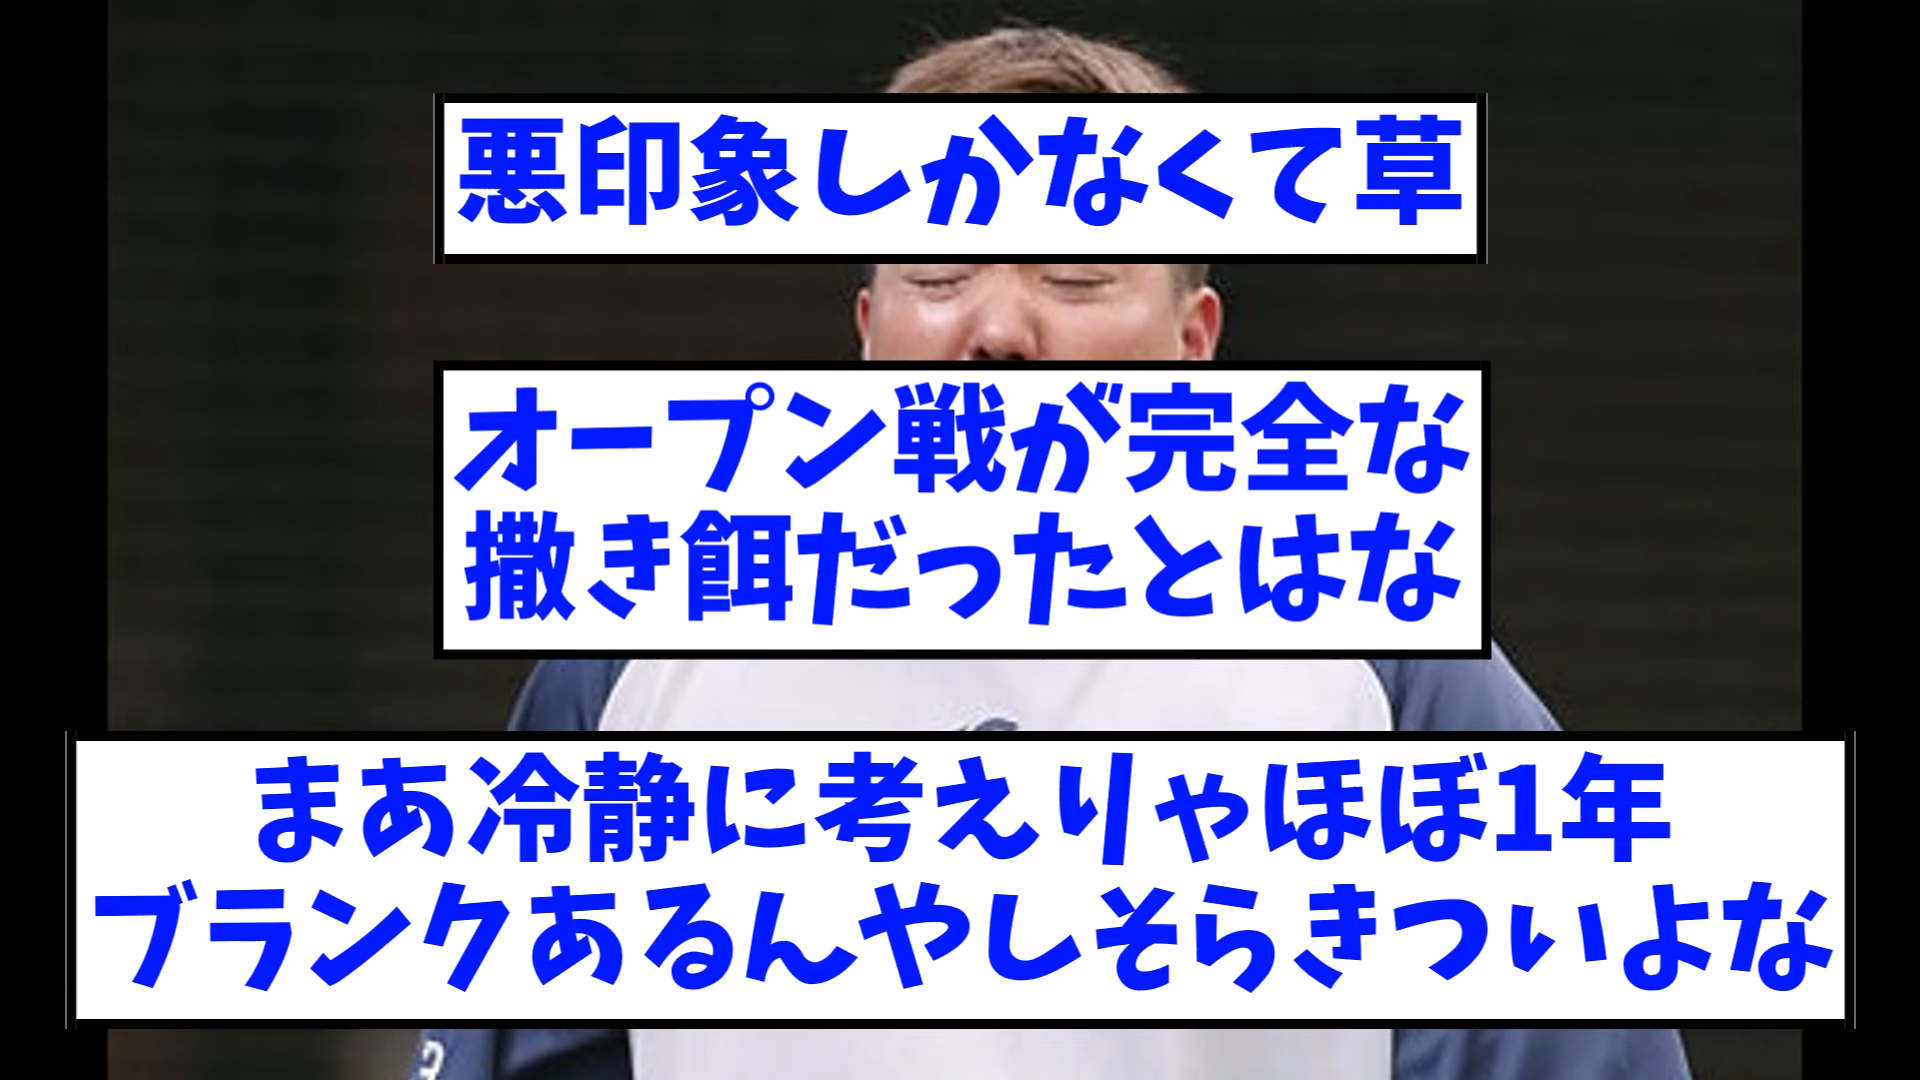 悪印象しかなくて草
オープン戦が完全な
撒き餌だったとはな
まあ冷静に考えりゃほぼ1年
ブランクあるんやしそらきついよな